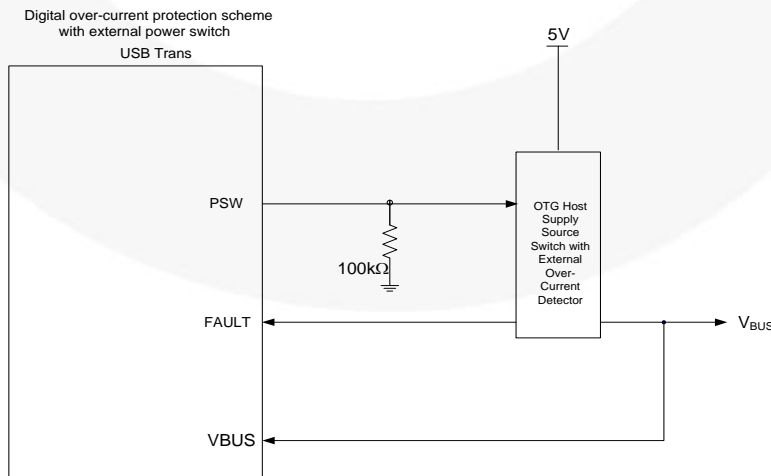 Digital over-current protection scheme
with external power switch
USB Trans
5V
PSW
OTG Host
Supply
Source
Switch with
External
Over-
Current
Detector
100kΩ
FAULT
VBUS
VBUS